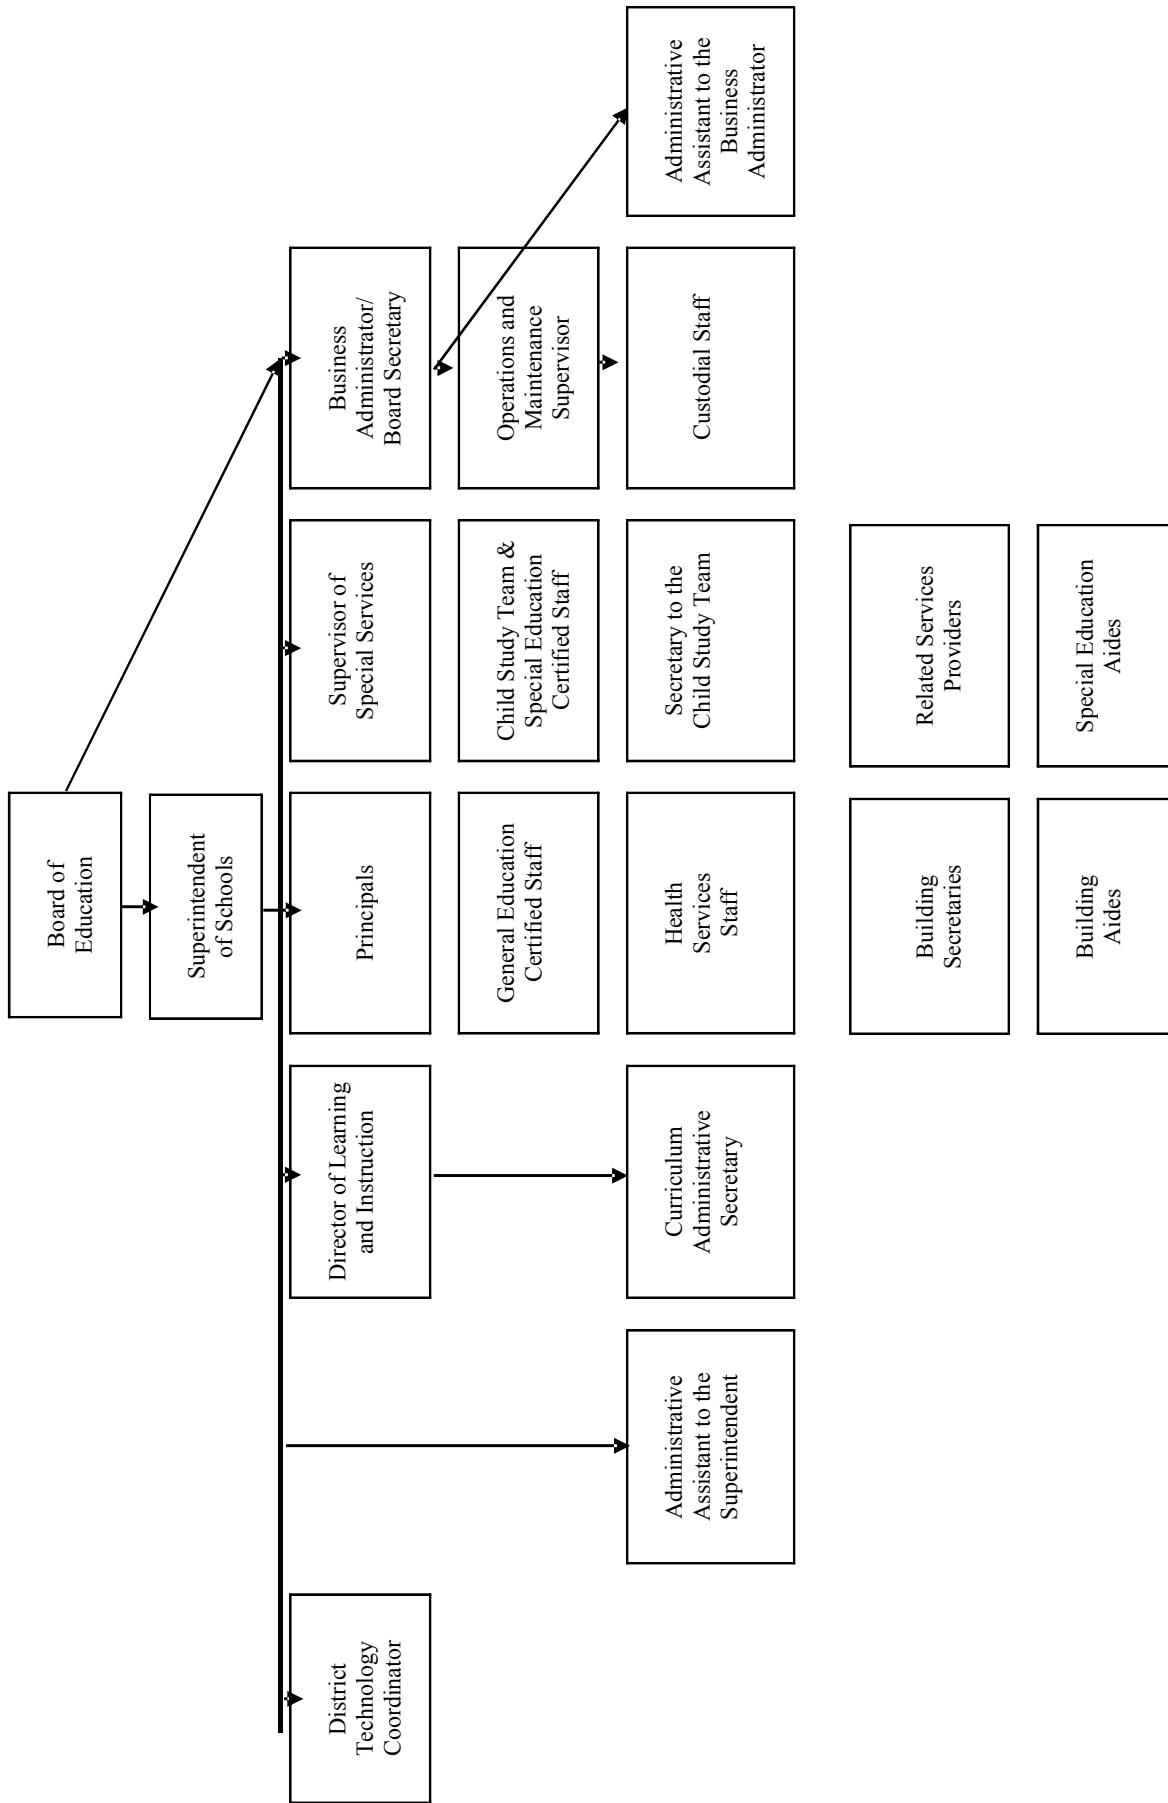 Board of
Education
Superintendent
of Schools
District
Technology
Coordinator
Director of Learning
and Instruction
Principals
Supervisor of
Special Services
Business
Administrator/
Board Secretary
General Education
Certified Staff
Child Study Team &
Special Education
Certified Staff
Operations and
Maintenance
Supervisor
Administrative
Assistant to the
Superintendent
Curriculum
Administrative
Secretary
Health
Services
Staff
Secretary to the
Child Study Team
Custodial Staff
Administrative
Assistant to the
Business
Administrator
Building
Secretaries
Related Services
Providers
Building
Aides
Special Education
Aides